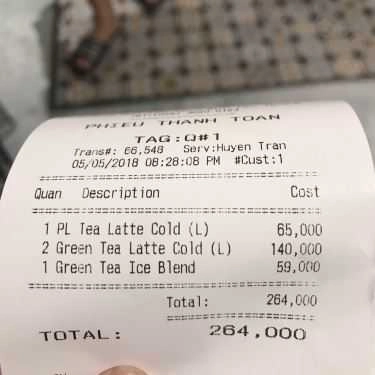 PHIEU THANH TOAN
TAG:Q#1
Trans#: 66,548 Serv:Huyen Tran
05/05/2018 08:28:08 PM #Cust:1
Quan Description Cost
1 PL Tea Latte Cold (L) 65,000
2 Green Tea Latte Cold (L) 140,000
1 Green Tea Ice Blend 59,000
Total: 264,000
TOTAL: 264,000